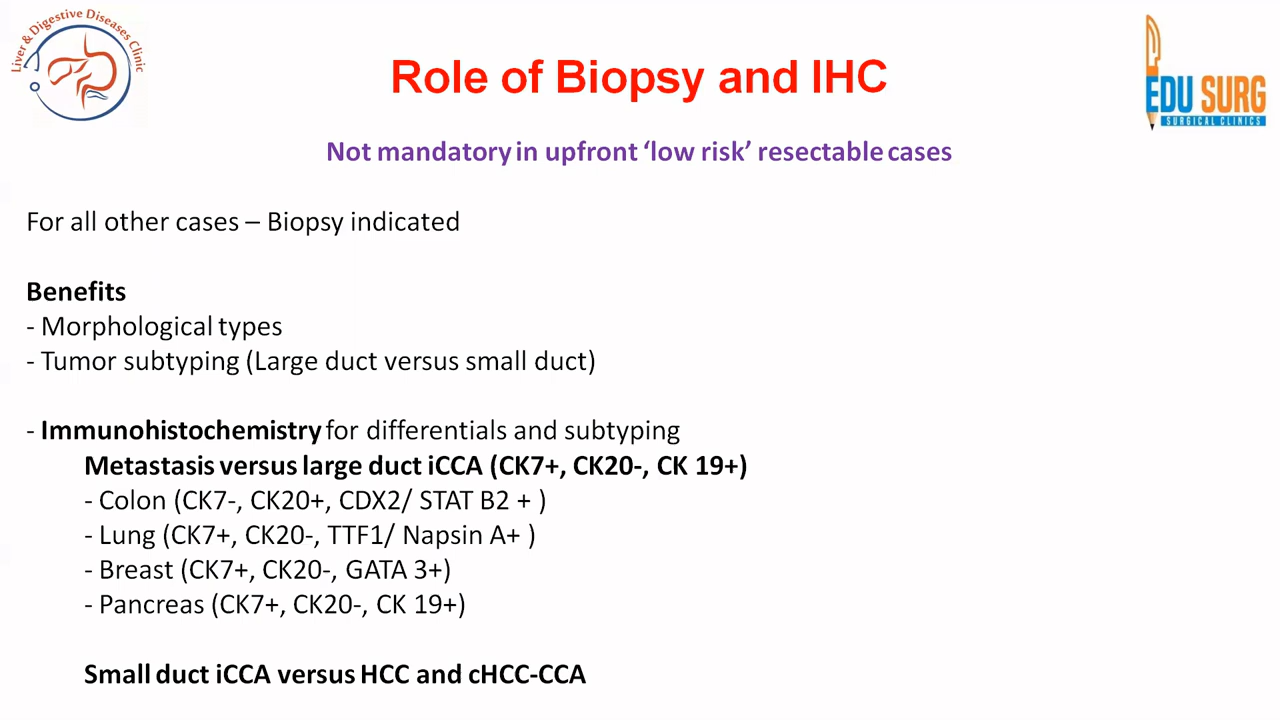 Liver & Digestive Diseases Clinic
EDU SURG
SURGICAL CLINICS
Role of Biopsy and IHC
Not mandatory in upfront ‘low risk’ resectable cases
For all other cases – Biopsy indicated
Benefits
- Morphological types
- Tumor subtyping (Large duct versus small duct)
- Immunohistochemistry for differentials and subtyping
Metastasis versus large duct iCCA (CK7+, CK20-, CK 19+)
- Colon (CK7-, CK20+, CDX2/ STAT B2 + )
- Lung (CK7+, CK20-, TTF1/ Napsin A+ )
- Breast (CK7+, CK20-, GATA 3+)
- Pancreas (CK7+, CK20-, CK 19+)
Small duct iCCA versus HCC and cHCC-CCA